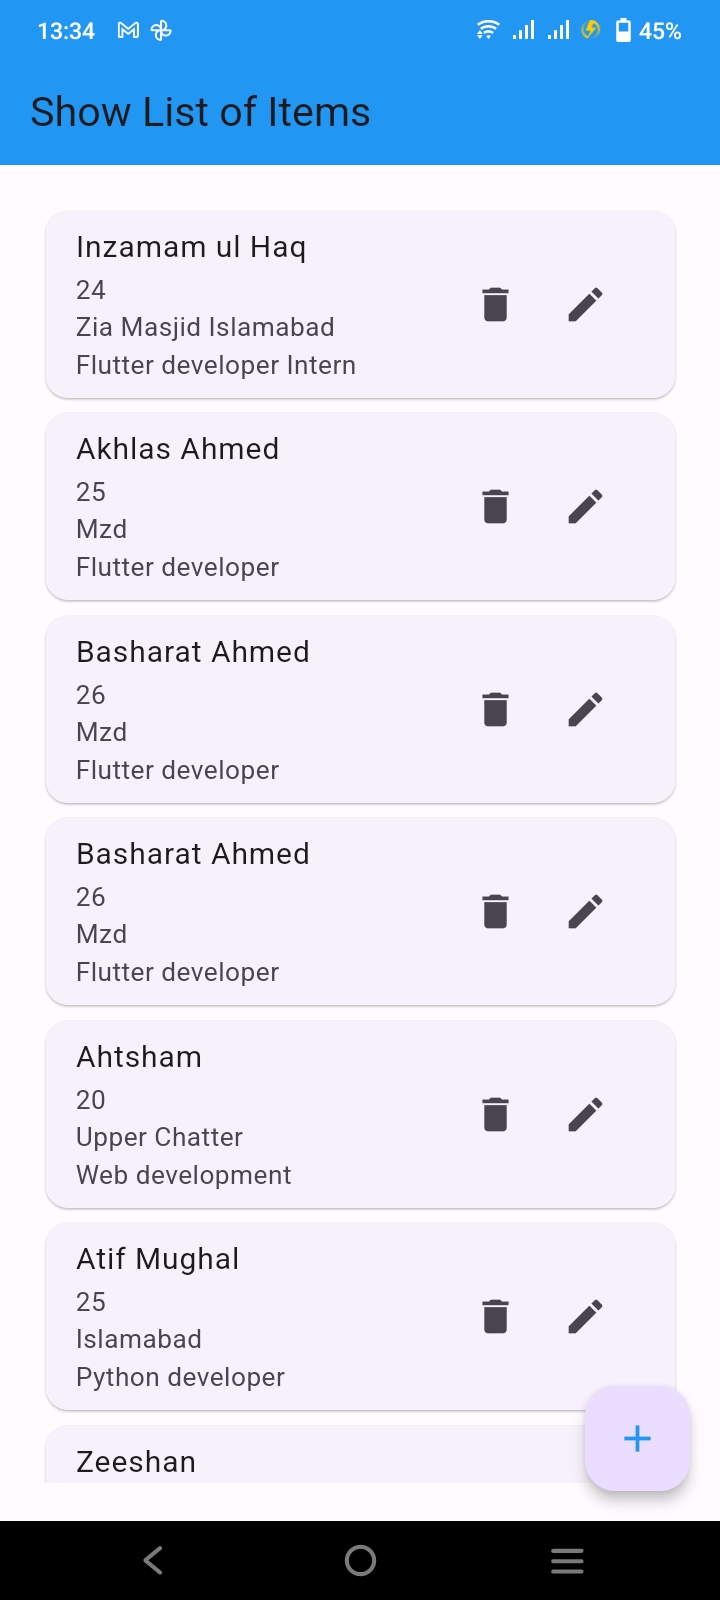 13:34
45%
Show List of Items
Inzamam ul Haq
24
Zia Masjid Islamabad
Flutter developer Intern
Akhlas Ahmed
25
Mzd
Flutter developer
Basharat Ahmed
26
Mzd
Flutter developer
Basharat Ahmed
26
Mzd
Flutter developer
Ahtsham
20
Upper Chatter
Web development
Atif Mughal
25
Islamabad
Python developer
Zeeshan